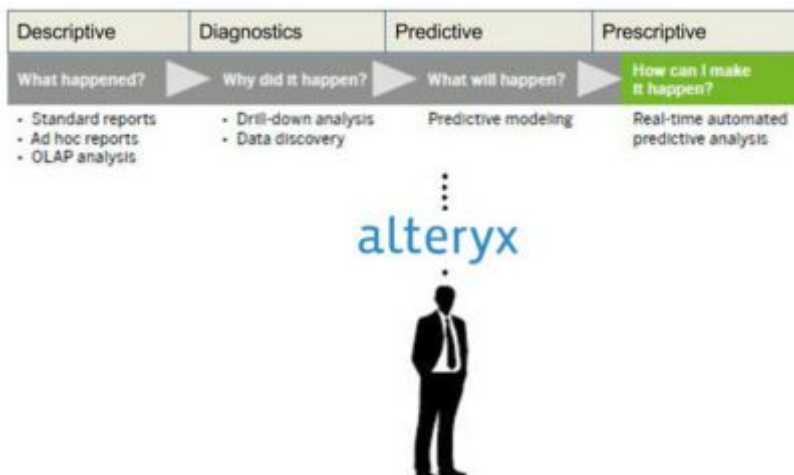 Descriptive
Diagnostics
Predictive
Prescriptive
What happened?
Why did it happen?
What will happen?
How can I make
it happen?
• Standard reports
• Ad hoc reports
• OLAP analysis
• Drill-down analysis
• Data discovery
Predictive modeling
Real-time automated
predictive analysis
alteryx